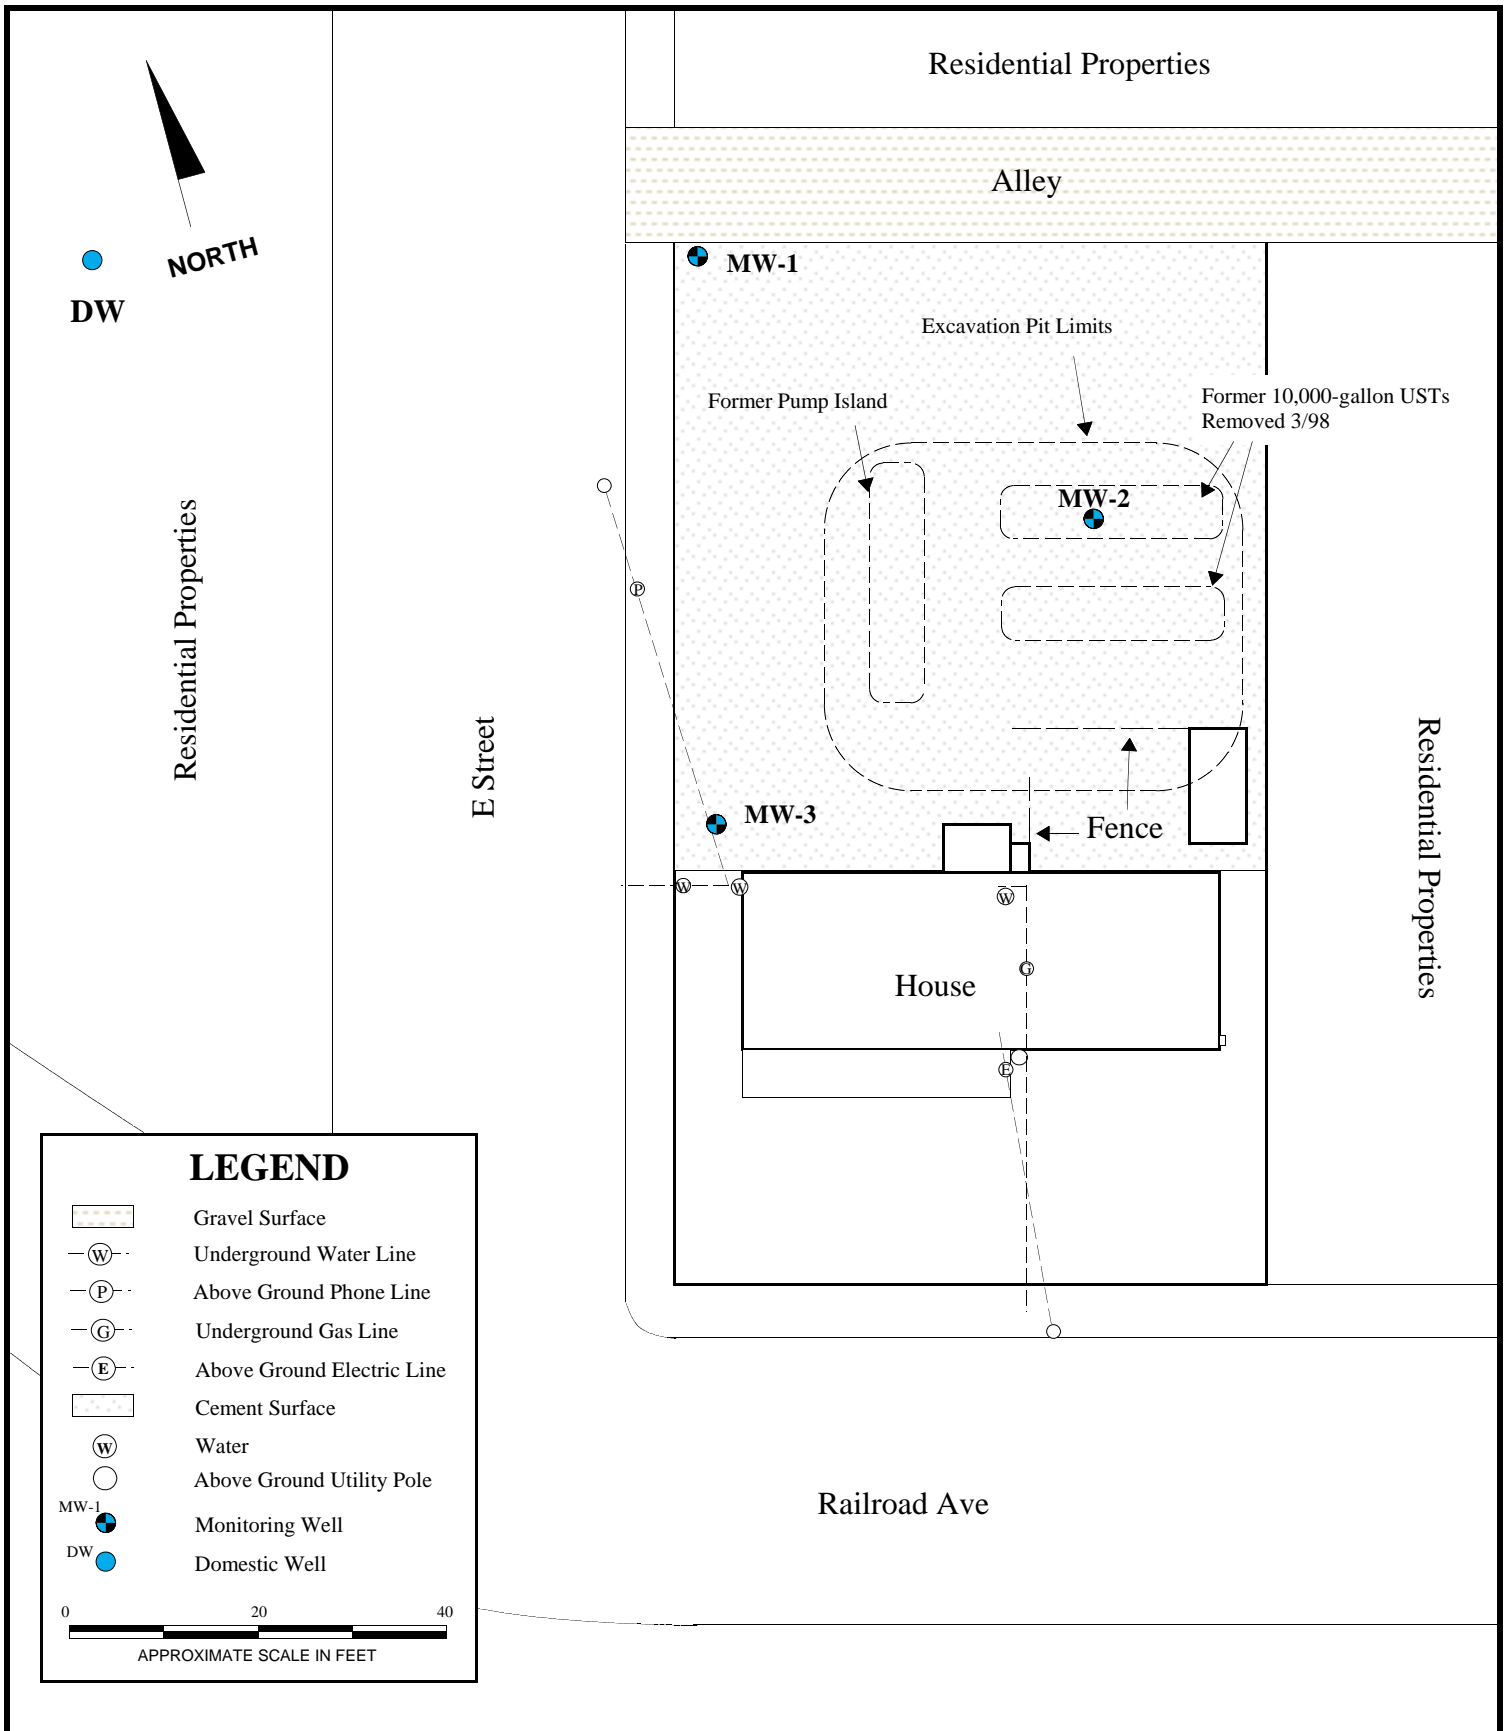 Residential Properties
Alley
NORTH
DW
MW-1
Excavation Pit Limits
Former Pump Island
Former 10,000-gallon USTs
Removed 3/98
MW-2
Residential Properties
P
E Street
Residential Properties
MW-3
Fence
W
W
W
G
House
E
LEGEND
Gravel Surface
W
Underground Water Line
P
Above Ground Phone Line
G
Underground Gas Line
E
Above Ground Electric Line
Cement Surface
W
Water
Above Ground Utility Pole
MW-1
Monitoring Well
DW
Domestic Well
0 20 40
APPROXIMATE SCALE IN FEET
Railroad Ave